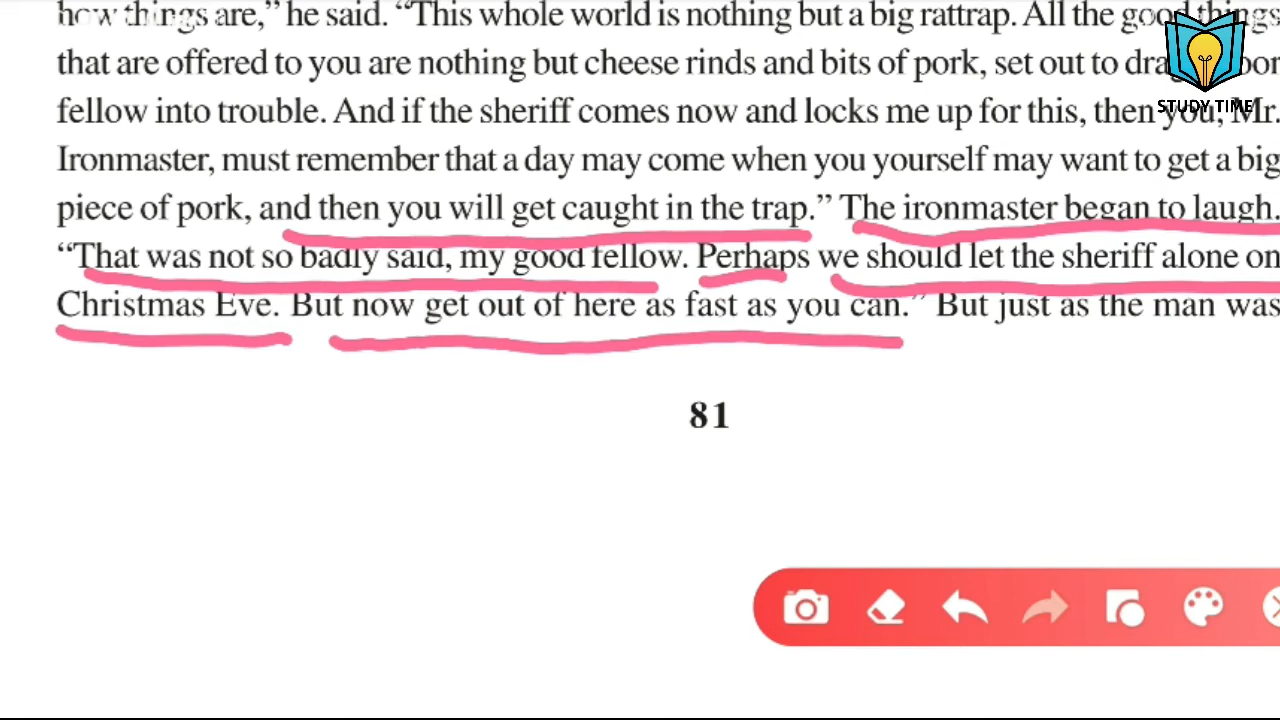 how things are,” he said. “This whole world is nothing but a big rattrap. All the good things
that are offered to you are nothing but cheese rinds and bits of pork, set out to drag poor
fellow into trouble. And if the sheriff comes now and locks me up for this, then you, Mr.
Ironmaster, must remember that a day may come when you yourself may want to get a big
piece of pork, and then you will get caught in the trap.” The ironmaster began to laugh.
“That was not so badly said, my good fellow. Perhaps we should let the sheriff alone on
Christmas Eve. But now get out of here as fast as you can.” But just as the man was
81
STUDY TIME